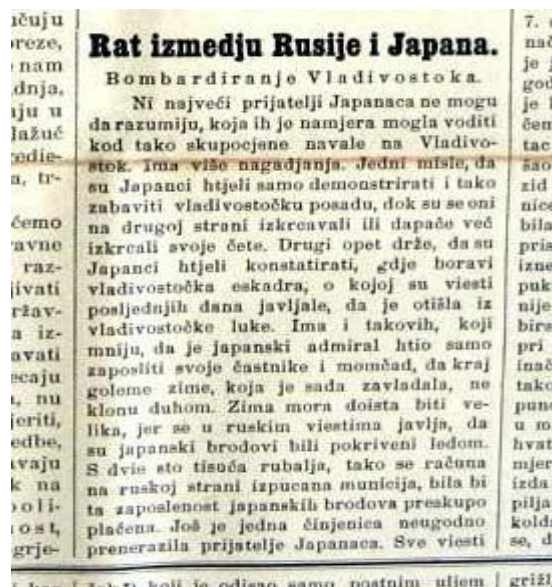 Rat izmedju Rusije i Japana.
Bombardiranje Vladivostoka.
Ni najveći prijatelji Japanaca ne mogu
da razumiju, koja ih je namjera mogla voditi
kod tako skupocjene navale na Vladivo-
stok. Ima više nagadjanja. Jedni misle, da
su Japanci htjeli samo demonstrirati i tako
zabaviti vladivostočku posadu, dok su se oni
na drugoj strani izkrcavali ili dapače već
izkrcali svoje čete. Drugi opet drže, da su
Japanci htjeli konstatirati, gdje boravi
vladivostočka eskadra, o kojoj su viesti
posljednjih dana javljale, da je otišla iz
vladivostočke luke. Ima i takovih, koji
mniju, da je japanski admiral htio samo
zaposliti svoje častnike i momčad, da kraj
goleme zime, koja je sada zavladala, ne
klonu duhom. Zima mora doista biti ve-
lika, jer se u ruskim viestima javlja, da
su japanski brodovi bili pokriveni ledom.
S dvie sto tisuća rubalja, tako se računa
na ruskoj strani izpucana municija, bila bi
ta zaposlenost japanskih brodova preskupo
plaćena. Još je jedna činjenica neugodno
prenerazila prijatelje Japanaca. Sve viesti